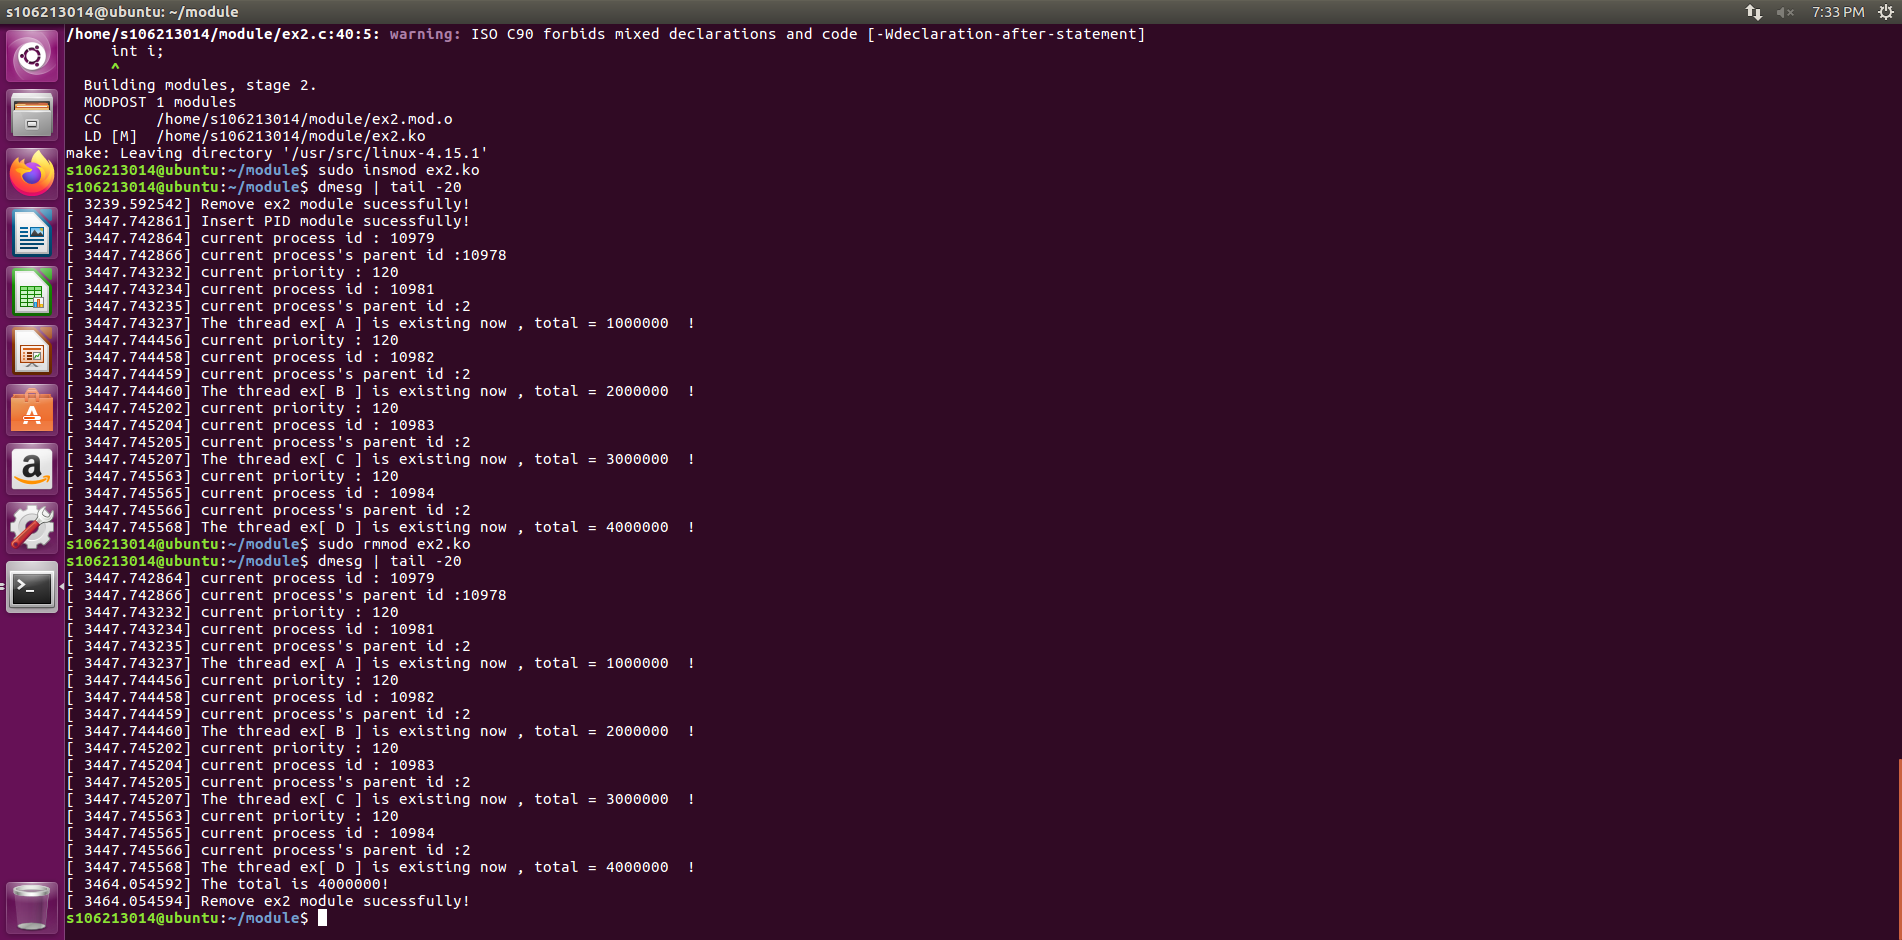 s106213014@ubuntu: ~/module
7:33 PM
/home/s106213014/module/ex2.c:40:5: warning: ISO C90 forbids mixed declarations and code [-Wdeclaration-after-statement]
     int i;
     ^
  Building modules, stage 2.
  MODPOST 1 modules
  CC      /home/s106213014/module/ex2.mod.o
  LD [M]  /home/s106213014/module/ex2.ko
make: Leaving directory '/usr/src/linux-4.15.1'
s106213014@ubuntu:~/module$ sudo insmod ex2.ko
s106213014@ubuntu:~/module$ dmesg | tail -20
[ 3239.592542] Remove ex2 module sucessfully!
[ 3447.742861] Insert PID module sucessfully!
[ 3447.742864] current process id : 10979
[ 3447.742866] current process's parent id :10978
[ 3447.743232] current priority : 120
[ 3447.743234] current process id : 10981
[ 3447.743235] current process's parent id :2
[ 3447.743237] The thread ex[ A ] is existing now , total = 1000000  !
[ 3447.744456] current priority : 120
[ 3447.744458] current process id : 10982
[ 3447.744459] current process's parent id :2
[ 3447.744460] The thread ex[ B ] is existing now , total = 2000000  !
[ 3447.745202] current priority : 120
[ 3447.745204] current process id : 10983
[ 3447.745205] current process's parent id :2
[ 3447.745207] The thread ex[ C ] is existing now , total = 3000000  !
[ 3447.745563] current priority : 120
[ 3447.745565] current process id : 10984
[ 3447.745566] current process's parent id :2
[ 3447.745568] The thread ex[ D ] is existing now , total = 4000000  !
s106213014@ubuntu:~/module$ sudo rmmod ex2.ko
s106213014@ubuntu:~/module$ dmesg | tail -20
[ 3447.742864] current process id : 10979
[ 3447.742866] current process's parent id :10978
[ 3447.743232] current priority : 120
[ 3447.743234] current process id : 10981
[ 3447.743235] current process's parent id :2
[ 3447.743237] The thread ex[ A ] is existing now , total = 1000000  !
[ 3447.744456] current priority : 120
[ 3447.744458] current process id : 10982
[ 3447.744459] current process's parent id :2
[ 3447.744460] The thread ex[ B ] is existing now , total = 2000000  !
[ 3447.745202] current priority : 120
[ 3447.745204] current process id : 10983
[ 3447.745205] current process's parent id :2
[ 3447.745207] The thread ex[ C ] is existing now , total = 3000000  !
[ 3447.745563] current priority : 120
[ 3447.745565] current process id : 10984
[ 3447.745566] current process's parent id :2
[ 3447.745568] The thread ex[ D ] is existing now , total = 4000000  !
[ 3464.054592] The total is 4000000!
[ 3464.054594] Remove ex2 module sucessfully!
s106213014@ubuntu:~/module$